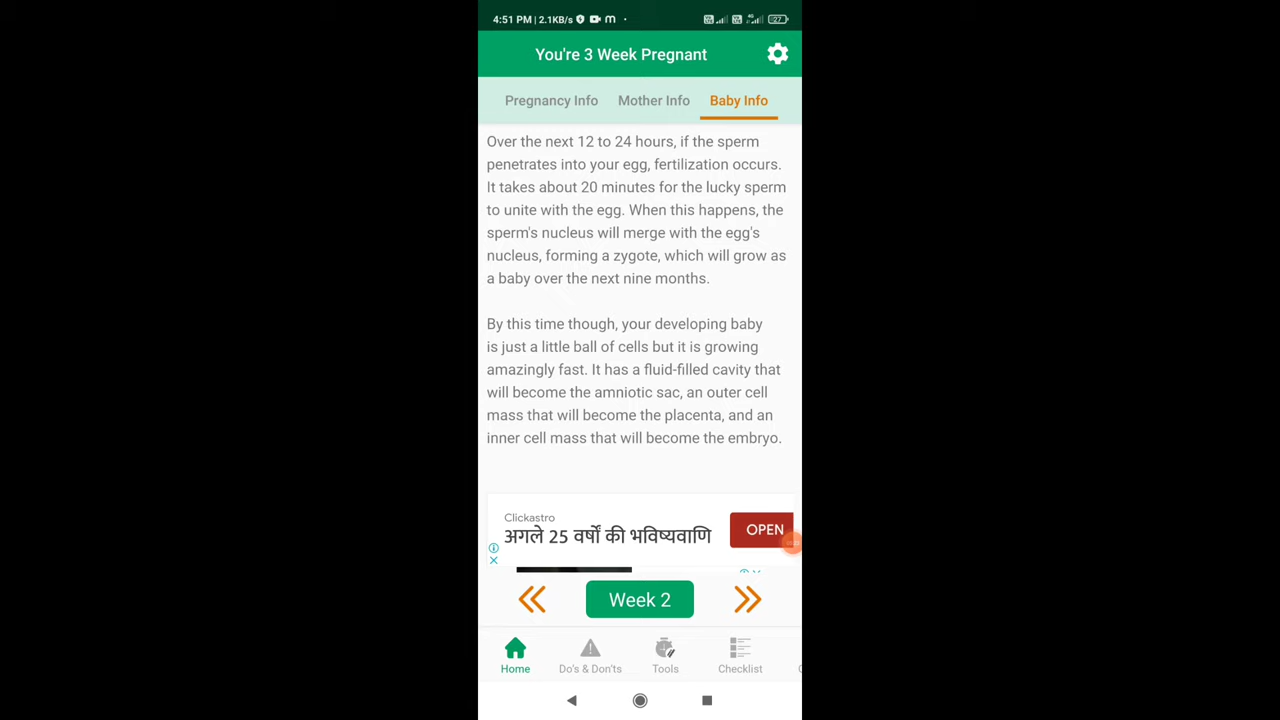 4:51 PM | 2.1KB/s
27
You're 3 Week Pregnant
Pregnancy Info
Mother Info
Baby Info
Over the next 12 to 24 hours, if the sperm
penetrates into your egg, fertilization occurs.
It takes about 20 minutes for the lucky sperm
to unite with the egg. When this happens, the
sperm's nucleus will merge with the egg's
nucleus, forming a zygote, which will grow as
a baby over the next nine months.
By this time though, your developing baby
is just a little ball of cells but it is growing
amazingly fast. It has a fluid-filled cavity that
will become the amniotic sac, an outer cell
mass that will become the placenta, and an
inner cell mass that will become the embryo.
Clickastro
अगले 25 वर्षों की भविष्यवाणि
OPEN
Week 2
Home
Do's & Don'ts
Tools
Checklist